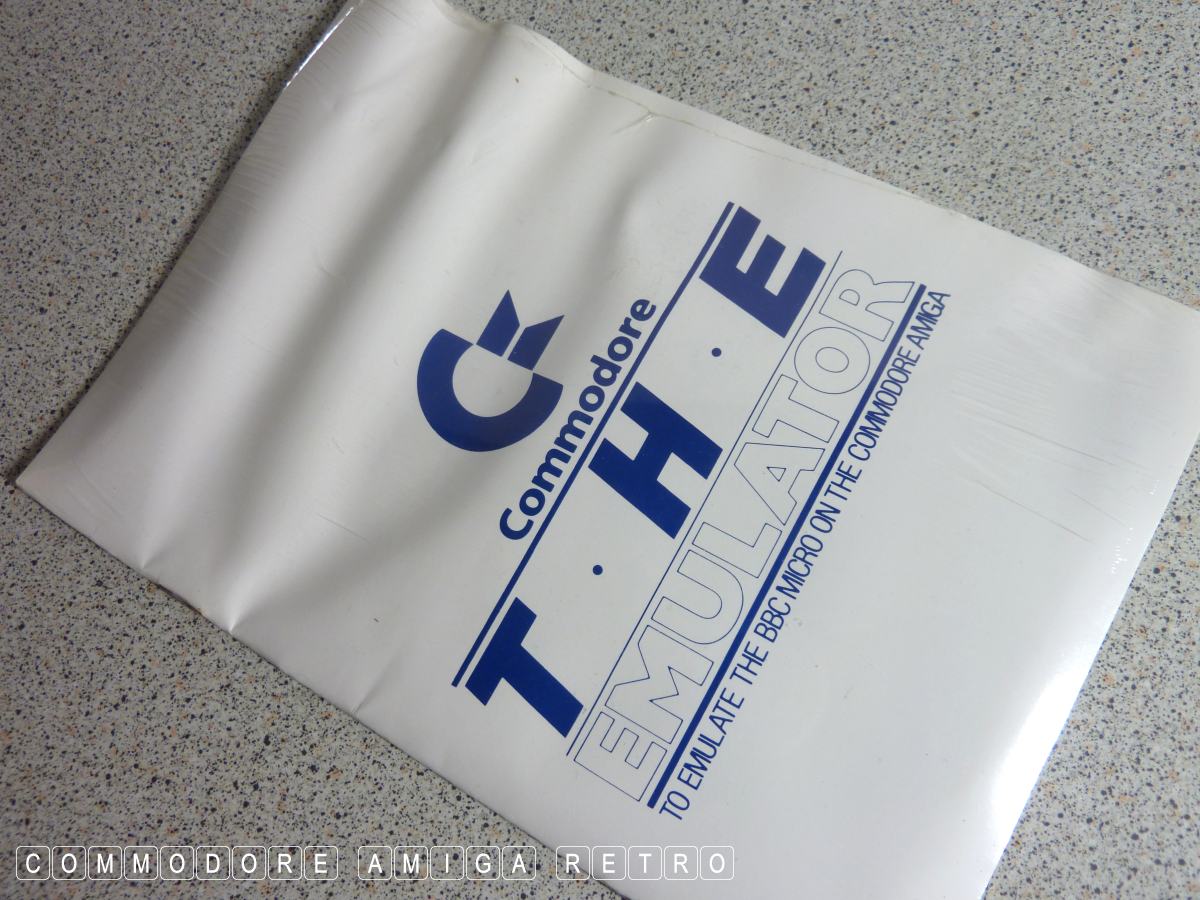 Commodore
T · H · E
EMULATOR
TO EMULATE THE BBC MICRO ON THE COMMODORE AMIGA
COMMODORE AMIGA RETRO